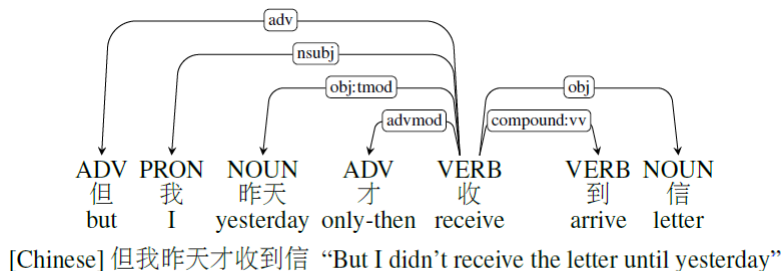 adv
nsubj
obj:tmod obj
advmod compound:vv
ADV PRON NOUN ADV VERB VERB NOUN
但 我 昨天 才 收 到 信
but I yesterday only-then receive arrive letter
[Chinese] 但我昨天才收到信 “But I didn’t receive the letter until yesterday”